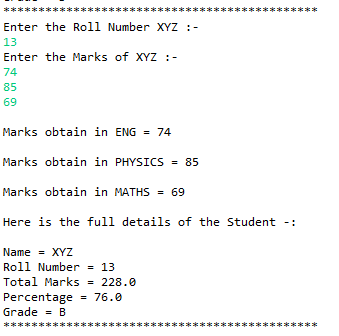 *********************************************
Enter the Roll Number XYZ :-
13
Enter the Marks of XYZ :-
74
85
69
Marks obtain in ENG = 74
Marks obtain in PHYSICS = 85
Marks obtain in MATHS = 69
Here is the full details of the Student -:
Name = XYZ
Roll Number = 13
Total Marks = 228.0
Percentage = 76.0
Grade = B
*********************************************